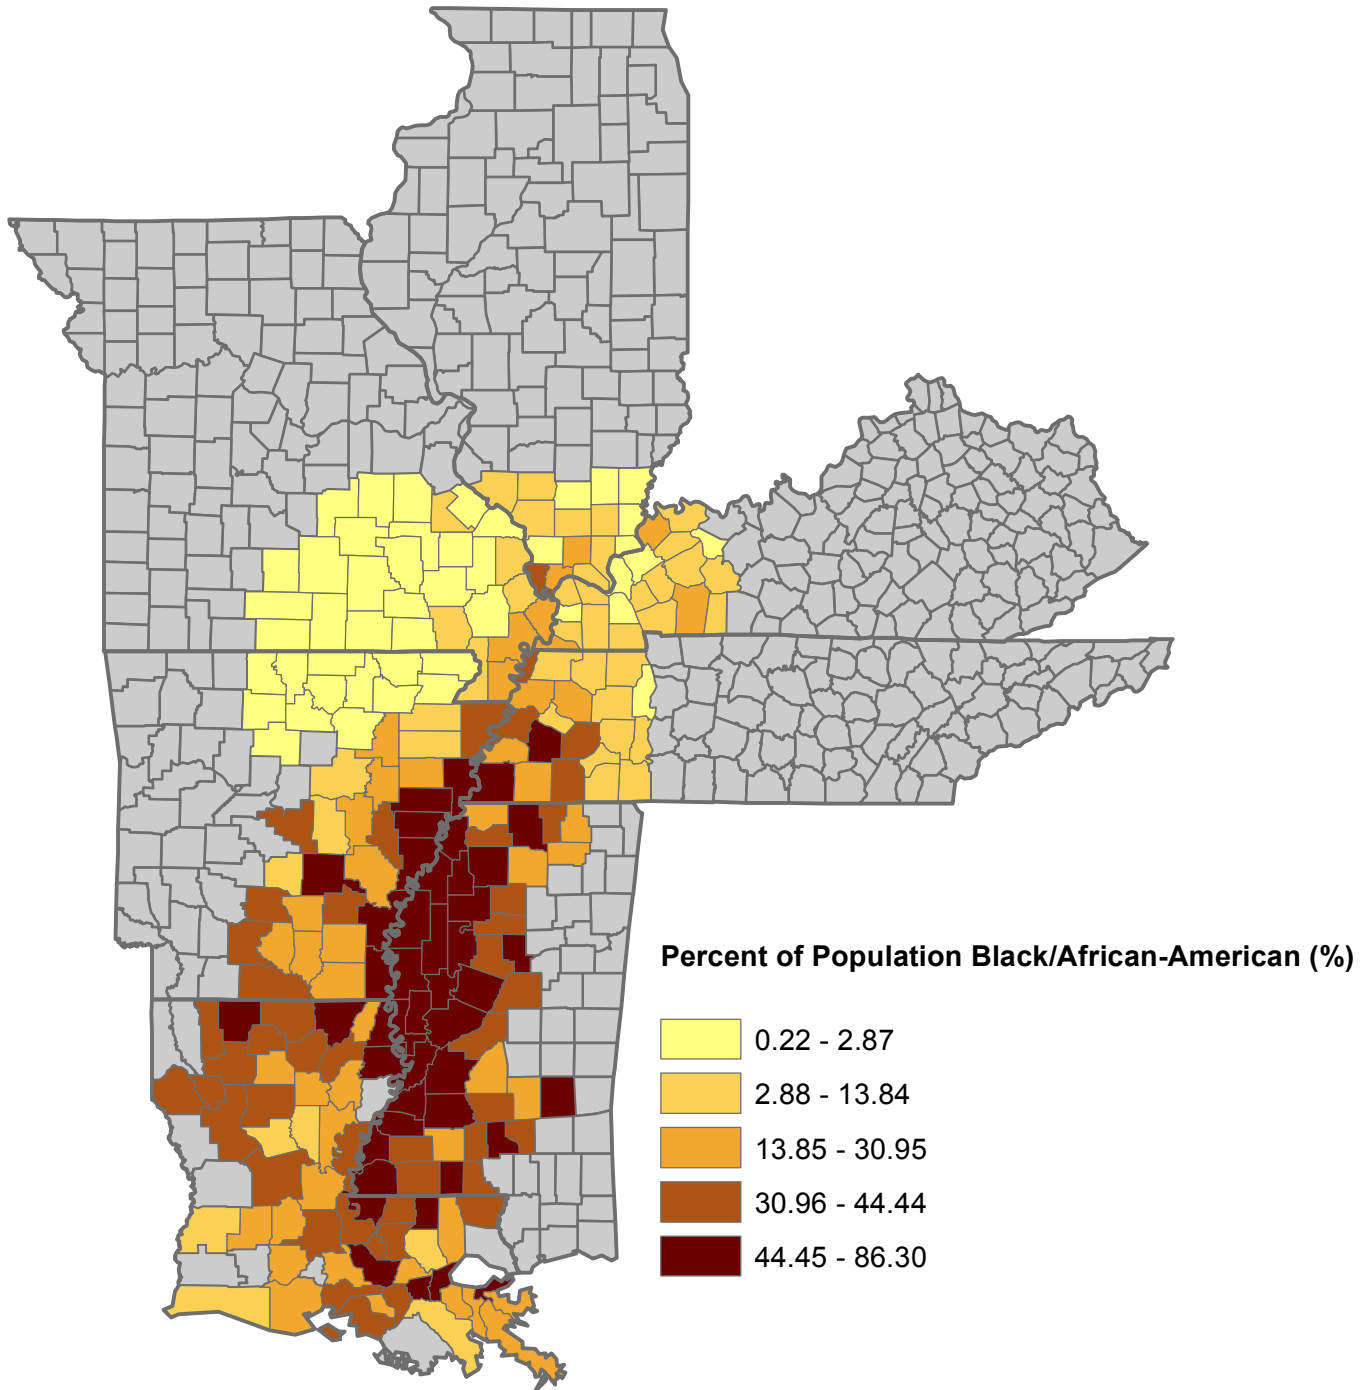 Percent of Population Black/African-American (%)
0.22 - 2.87
2.88 - 13.84
13.85 - 30.95
30.96 - 44.44
44.45 - 86.30